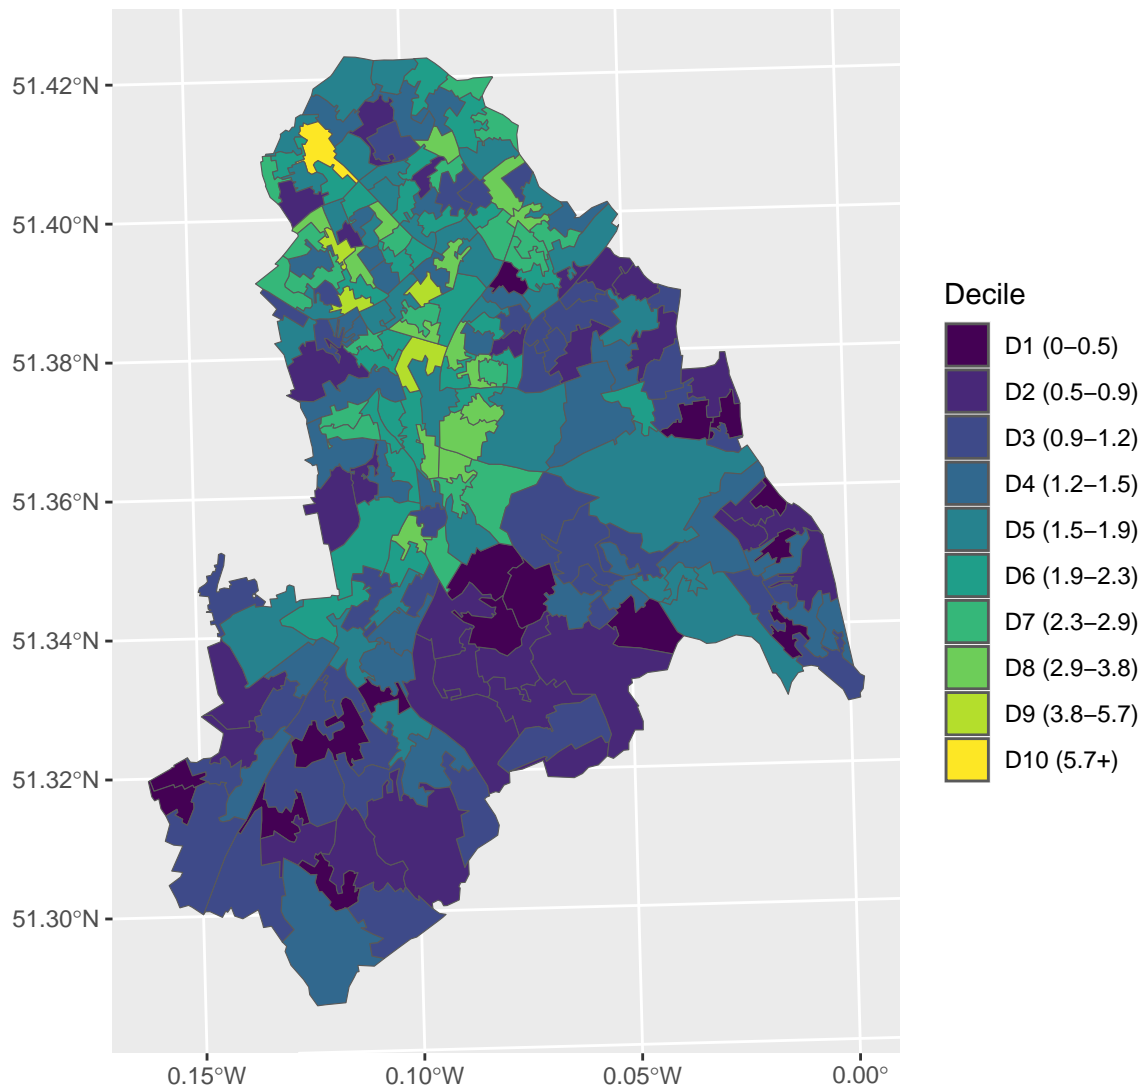 51.42°N
51.40°N
51.38°N
51.36°N
51.34°N
51.32°N
51.30°N
0.15°W
0.10°W
0.05°W
0.00°
Decile
D1 (0−0.5)
D2 (0.5−0.9)
D3 (0.9−1.2)
D4 (1.2−1.5)
D5 (1.5−1.9)
D6 (1.9−2.3)
D7 (2.3−2.9)
D8 (2.9−3.8)
D9 (3.8−5.7)
D10 (5.7+)